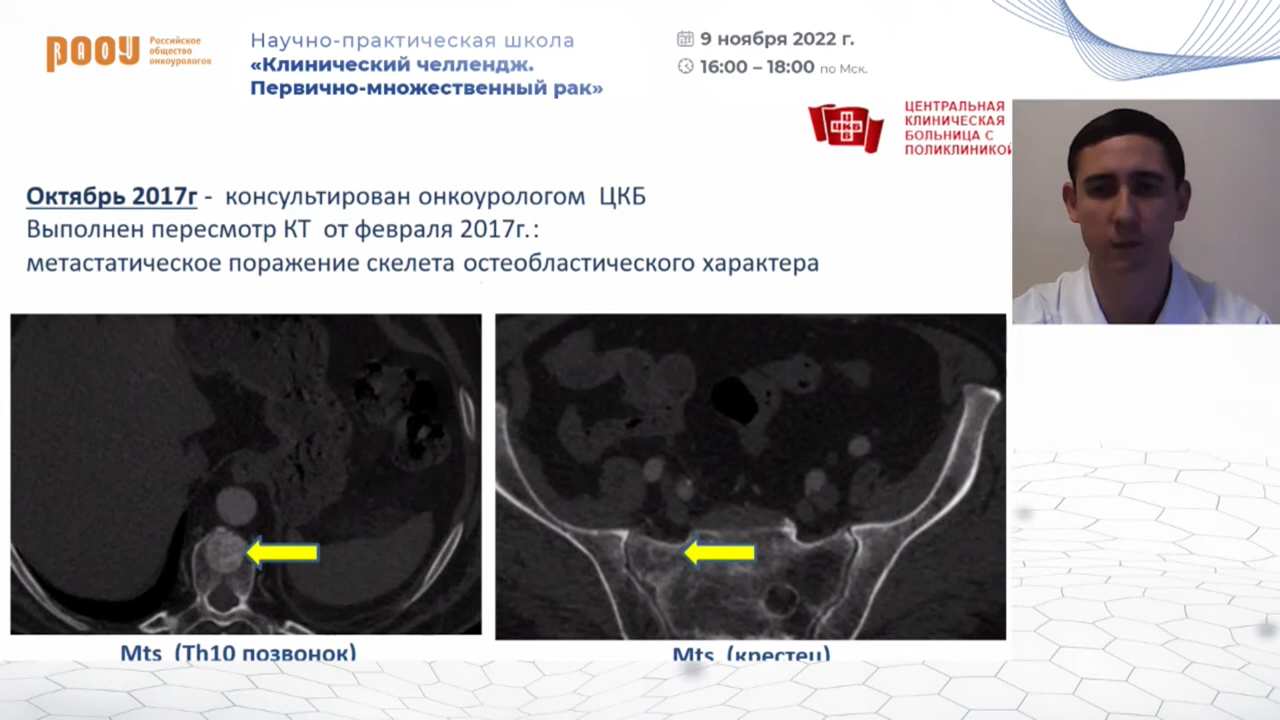 РООУ
Российское
общество
онкоурологов
Научно-практическая школа
«Клинический челлендж.
Первично-множественный рак»
9 ноября 2022 г.
16:00 – 18:00 по Мск.
ЦКБ
ЦЕНТРАЛЬНАЯ
КЛИНИЧЕСКАЯ
БОЛЬНИЦА С
ПОЛИКЛИНИКОЙ
Октябрь 2017г - консультирован онкоурологом ЦКБ
Выполнен пересмотр КТ от февраля 2017г.:
метастатическое поражение скелета остеобластического характера
Mts (Th10 позвонок)
Mts (крестец)